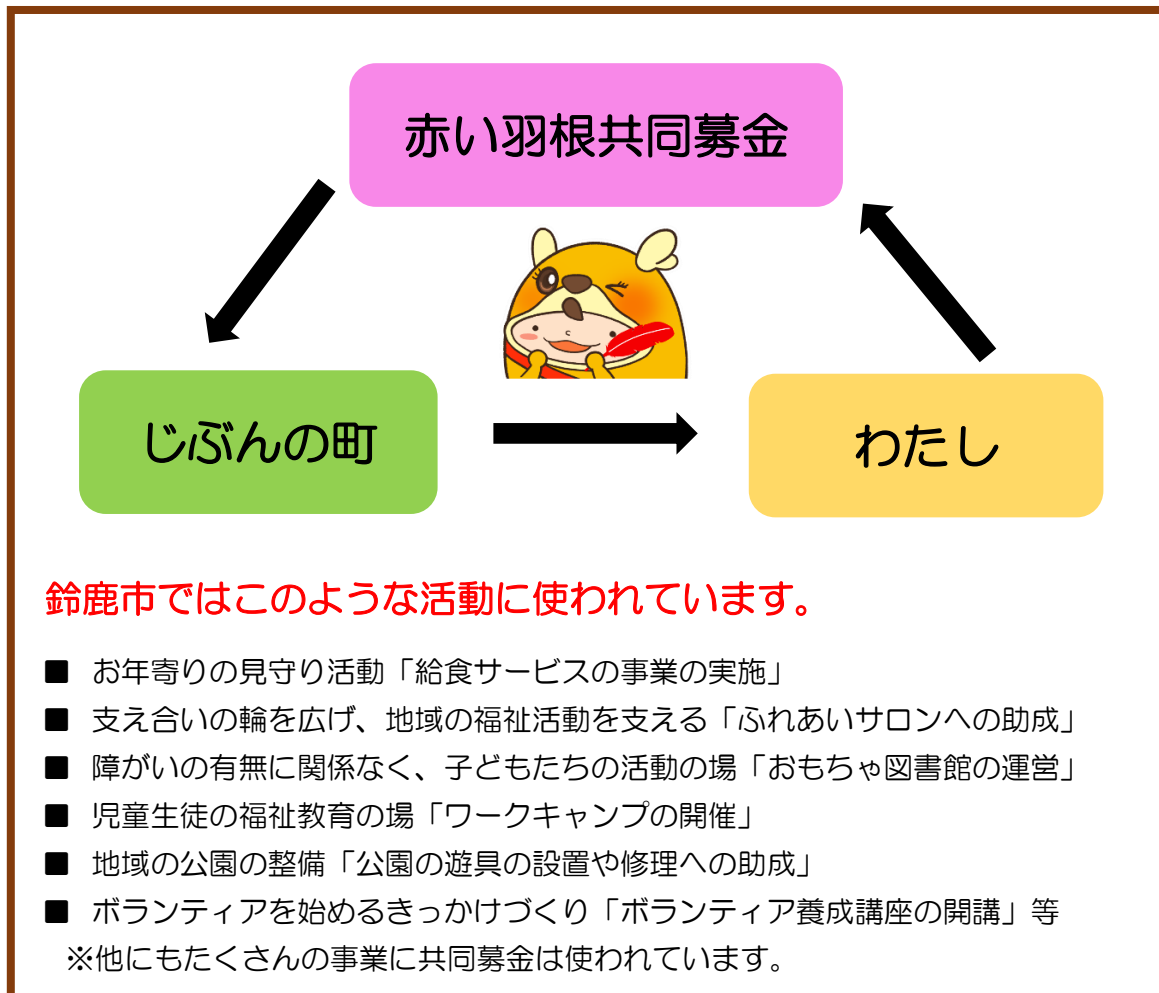 赤い羽根共同募金
じぶんの町
わたし
鈴鹿市ではこのような活動に使われています。
■ お年寄りの見守り活動「給食サービスの事業の実施」
■ 支え合いの輪を広げ、地域の福祉活動を支える「ふれあいサロンへの助成」
■ 障がいの有無に関係なく、子どもたちの活動の場「おもちゃ図書館の運営」
■ 児童生徒の福祉教育の場「ワークキャンプの開催」
■ 地域の公園の整備「公園の遊具の設置や修理への助成」
■ ボランティアを始めるきっかけづくり「ボランティア養成講座の開講」等
※他にもたくさんの事業に共同募金は使われています。